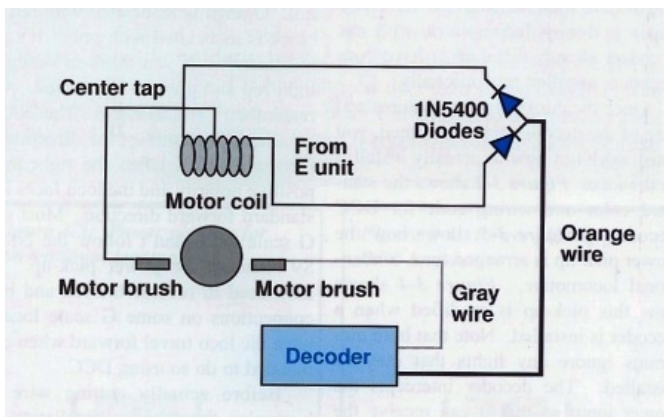 Center tap
1N5400
Diodes
From
E unit
Motor coil
Orange
wire
Motor brush
Motor brush
Gray
wire
Decoder